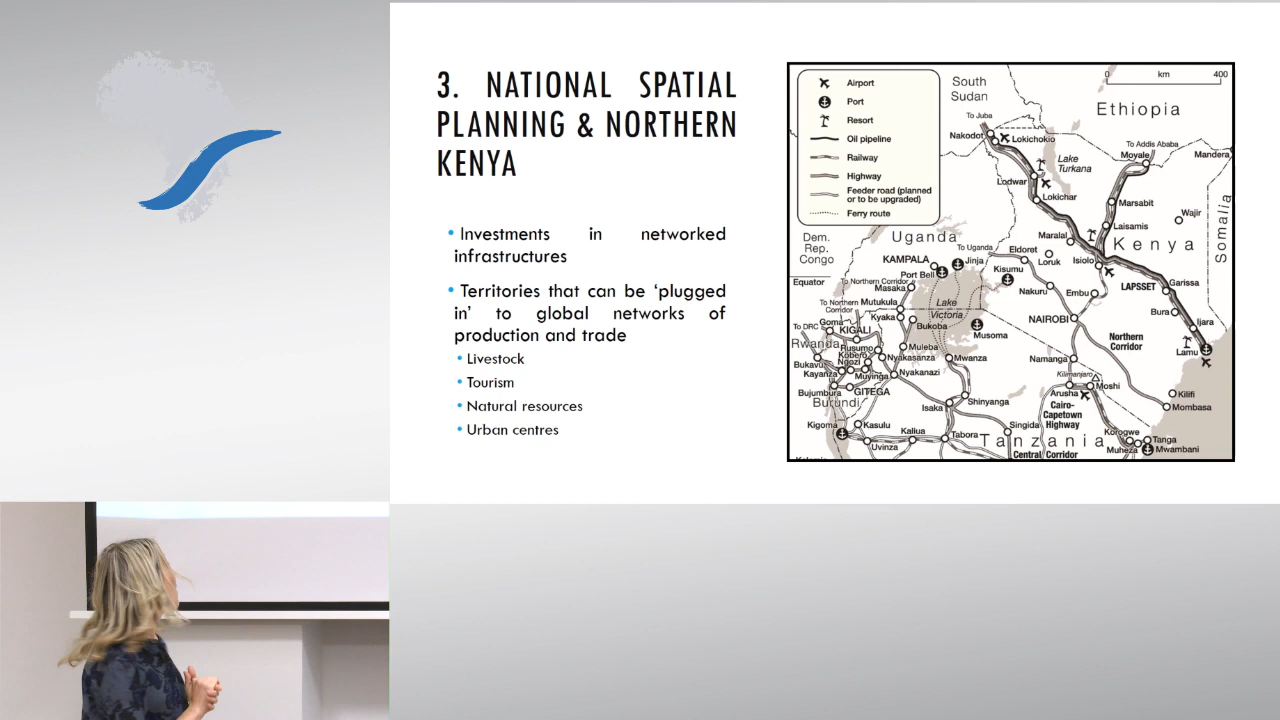 3. NATIONAL SPATIAL
PLANNING & NORTHERN
KENYA
• Investments in networked
infrastructures
• Territories that can be ‘plugged
in’ to global networks of
production and trade
• Livestock
• Tourism
• Natural resources
• Urban centres
Airport
Port
Resort
Oil pipeline
Railway
Highway
Feeder road (planned
or to be upgraded)
Ferry route
0 km 400
South
Sudan
Ethiopia
To Juba
Nakodot
Lokichokio
Lake
Turkana
To Addis Ababa
Moyale
Mandera
Lodwar
Lokichar
Marsabit
Wajir
Somalia
Laisamis
Maralal
Kenya
Dem.
Rep.
Congo
Uganda
To Uganda
Eldoret
Loruk
Isiolo
KAMPALA
Jinja
Port Bell
Kisumu
LAPSSET
Garissa
Equator
To Northern Corridor
Masaka
Nakuru
Embu
To Northern
Corridor
Mutukula
Lake
Victoria
Bura
Ijara
Kyaka
NAIROBI
To DRC
Goma
KIGALI
Bukoba
Musoma
Northern
Corridor
Rwanda
Rusumo
Muleba
Lamu
Kobero
Nyakasanza
Mwanza
Namanga
Bukavu
Ngozi
Kayanza
Muyinga
Nyakanazi
Kilimanjaro
Moshi
Bujumbura
GITEGA
Arusha
Kilifi
Burundi
Isaka
Shinyanga
Cairo-
Capetown
Highway
Mombasa
Kigoma
Kasulu
Kaliua
Tabora
Singida
Korogwe
Tanga
Uvinza
Tanzania
Muheza
Mwambani
Central Corridor